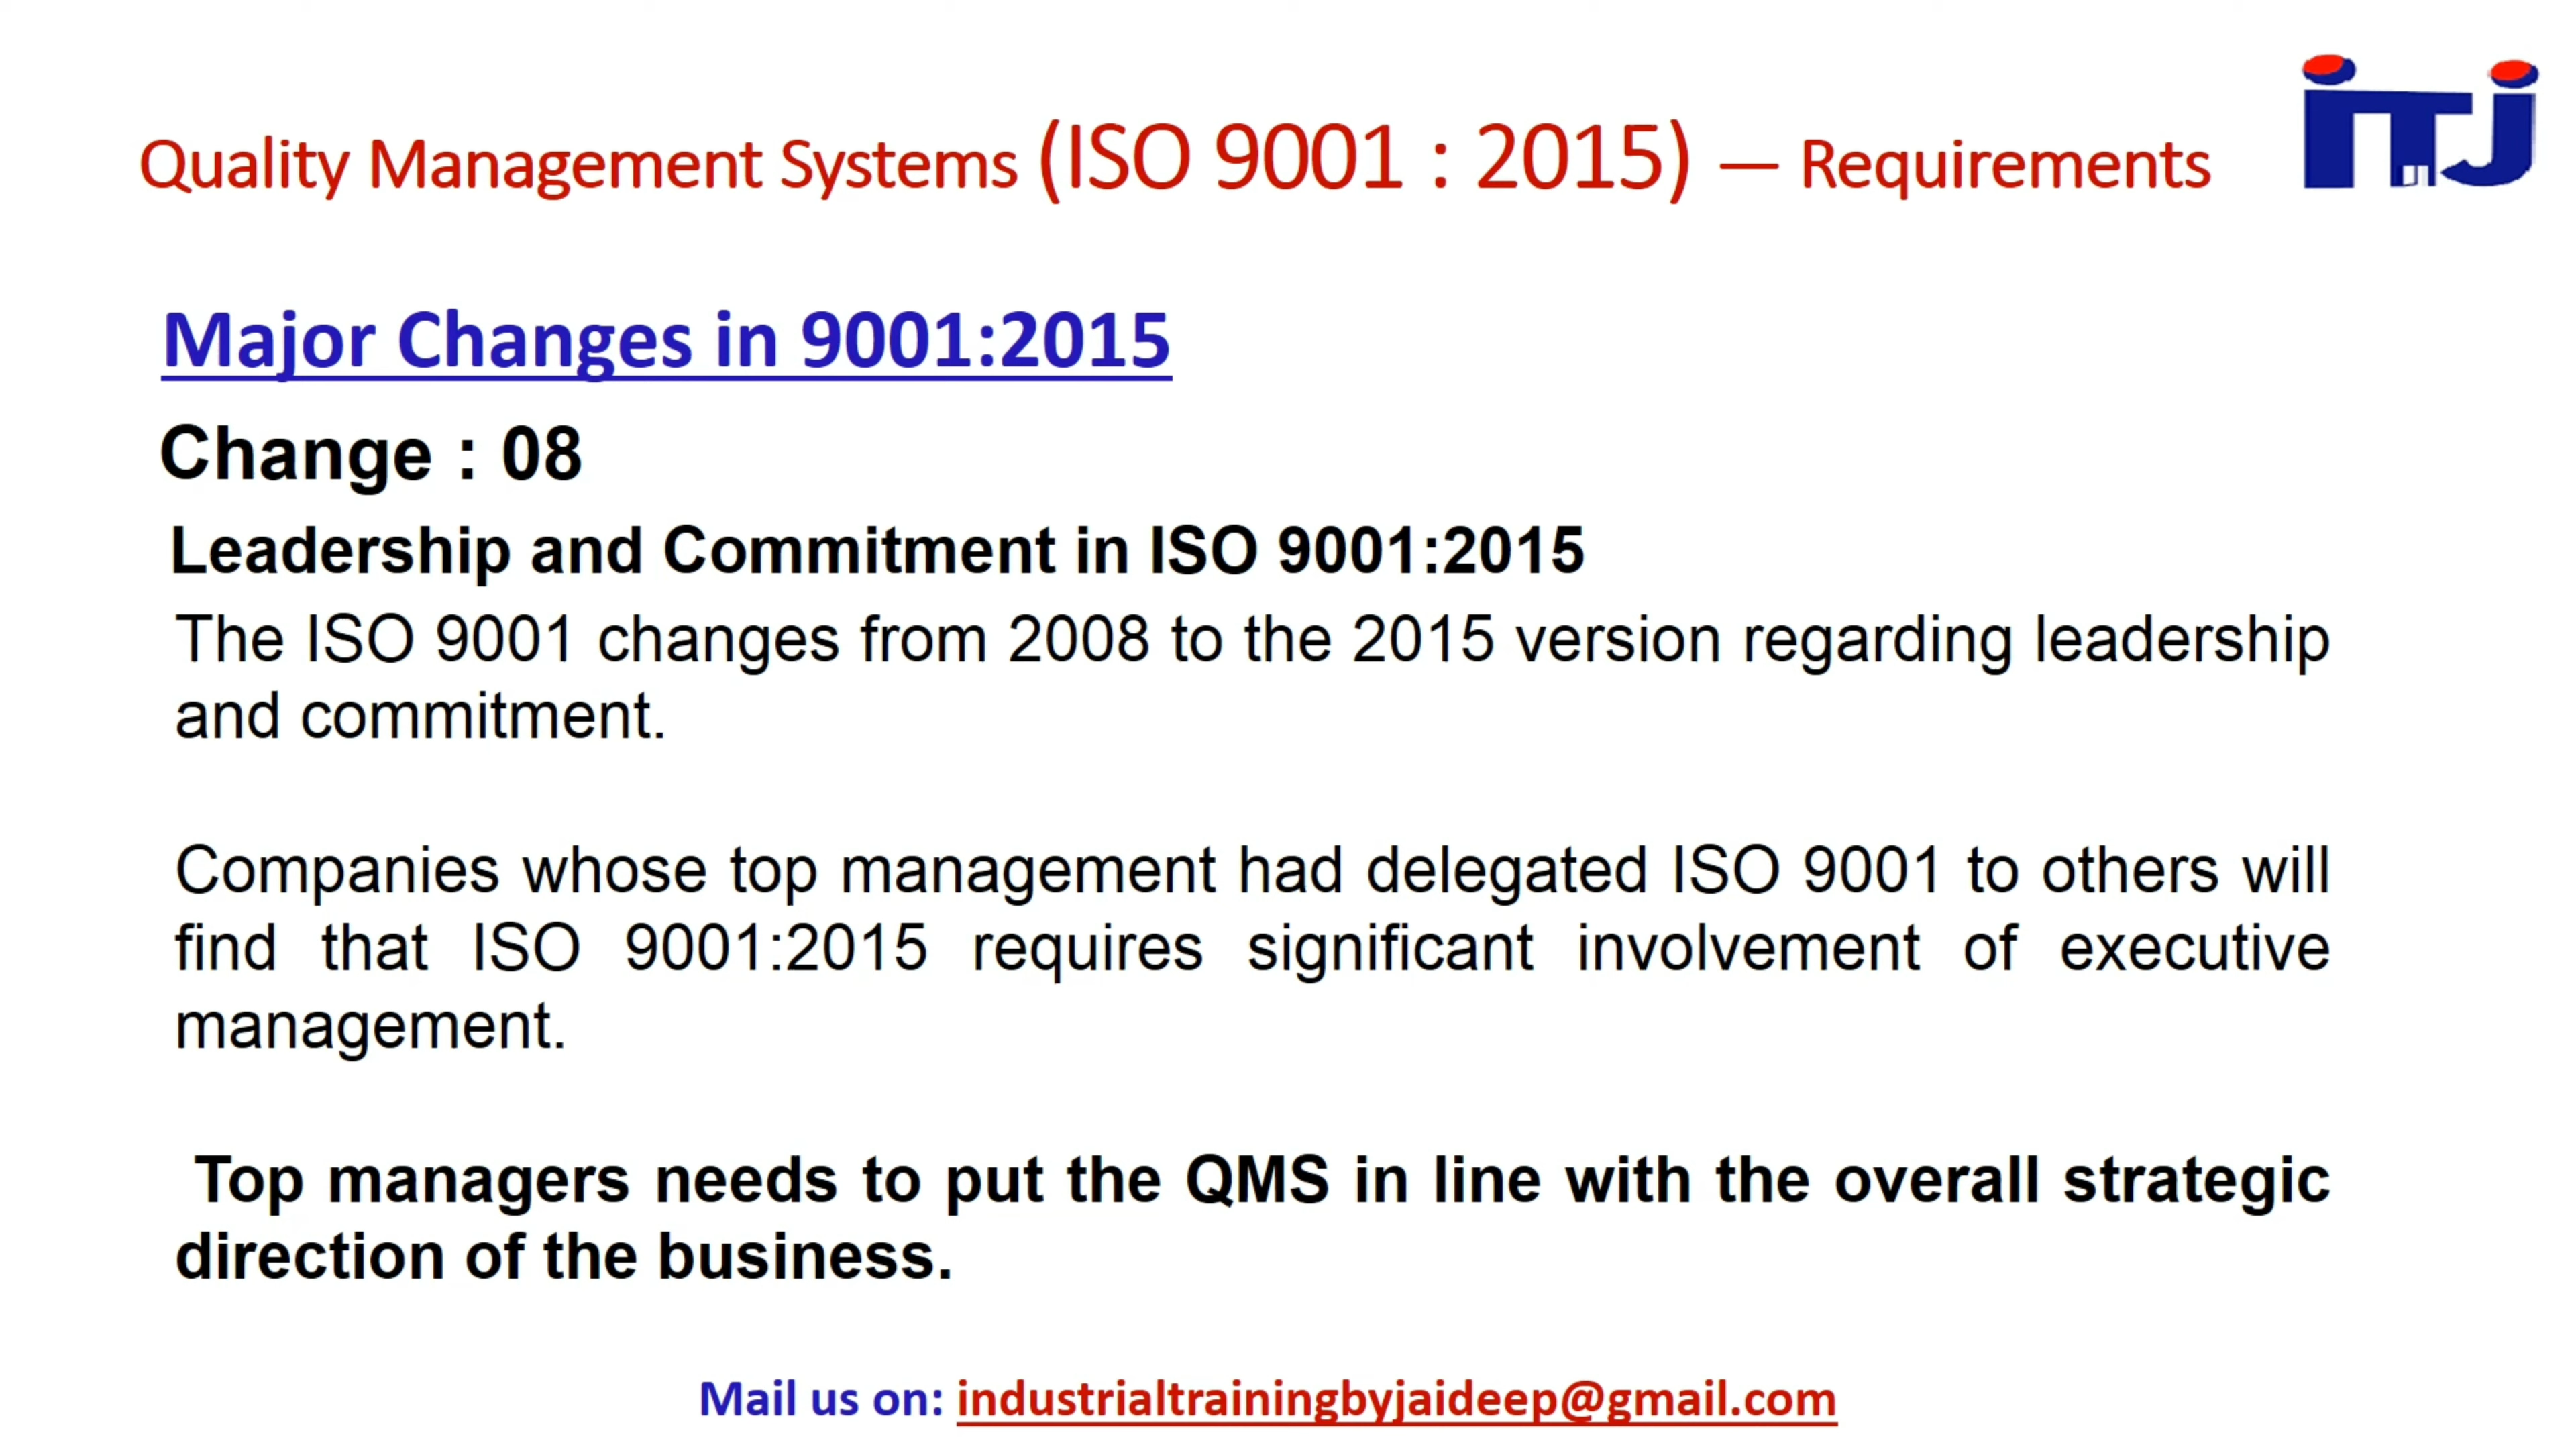 Quality Management Systems (ISO 9001 : 2015) — Requirements
iTJ
Major Changes in 9001:2015
Change : 08
Leadership and Commitment in ISO 9001:2015
The ISO 9001 changes from 2008 to the 2015 version regarding leadership
and commitment.
Companies whose top management had delegated ISO 9001 to others will
find that ISO 9001:2015 requires significant involvement of executive
management.
Top managers needs to put the QMS in line with the overall strategic
direction of the business.
Mail us on: industrialtrainingbyjaideep@gmail.com